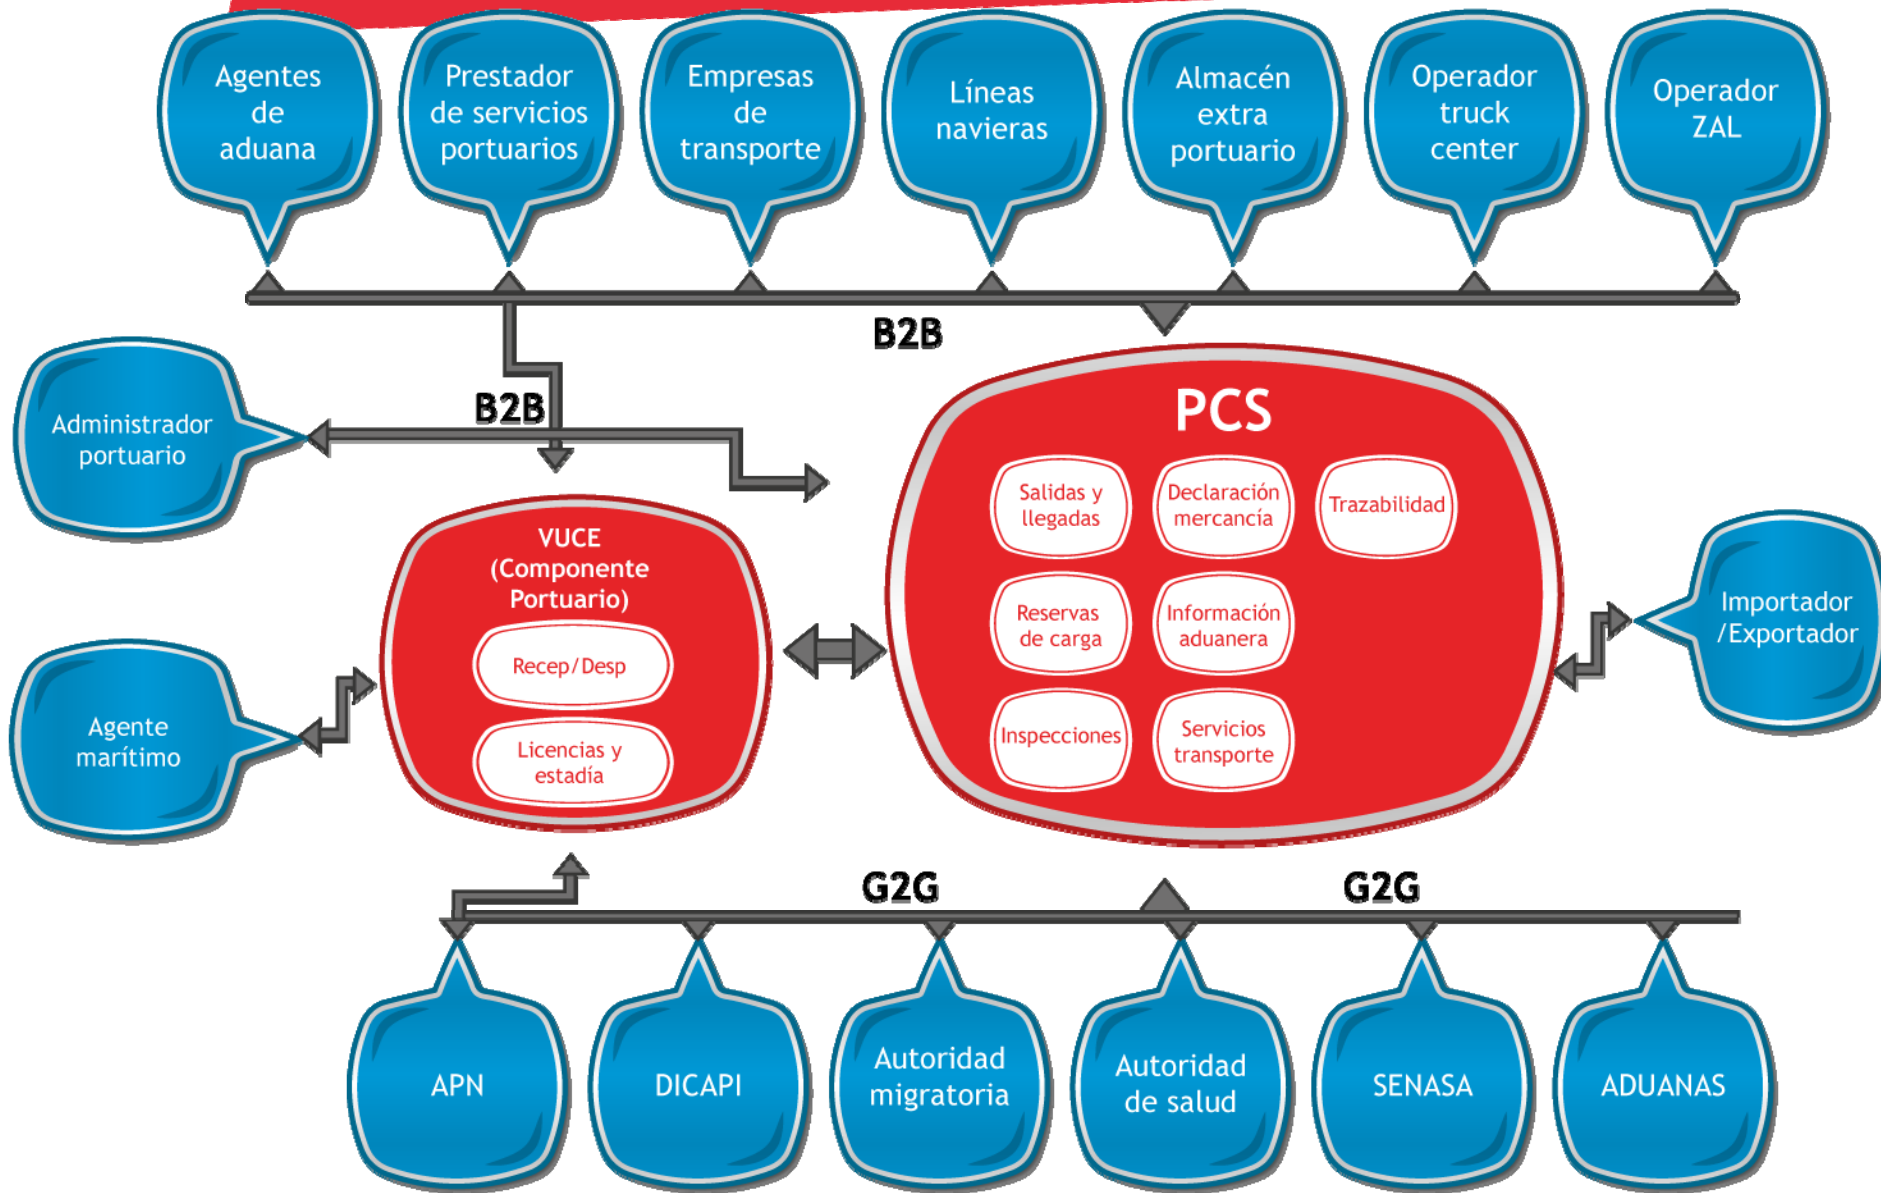 Agentes
de
aduana
Prestador
de servicios
portuarios
Empresas
de
transporte
Líneas
navieras
Almacén
extra
portuario
Operador
truck
center
Operador
ZAL
B2B
B2B
Administrador
portuario
PCS
Salidas y
llegadas
Declaración
mercancía
Trazabilidad
Reservas
de carga
Información
aduanera
Inspecciones
Servicios
transporte
VUCE
(Componente
Portuario)
Recep/Desp
Licencias y
estadía
Importador
/Exportador
Agente
marítimo
G2G
G2G
APN
DICAPI
Autoridad
migratoria
Autoridad
de salud
SENASA
ADUANAS